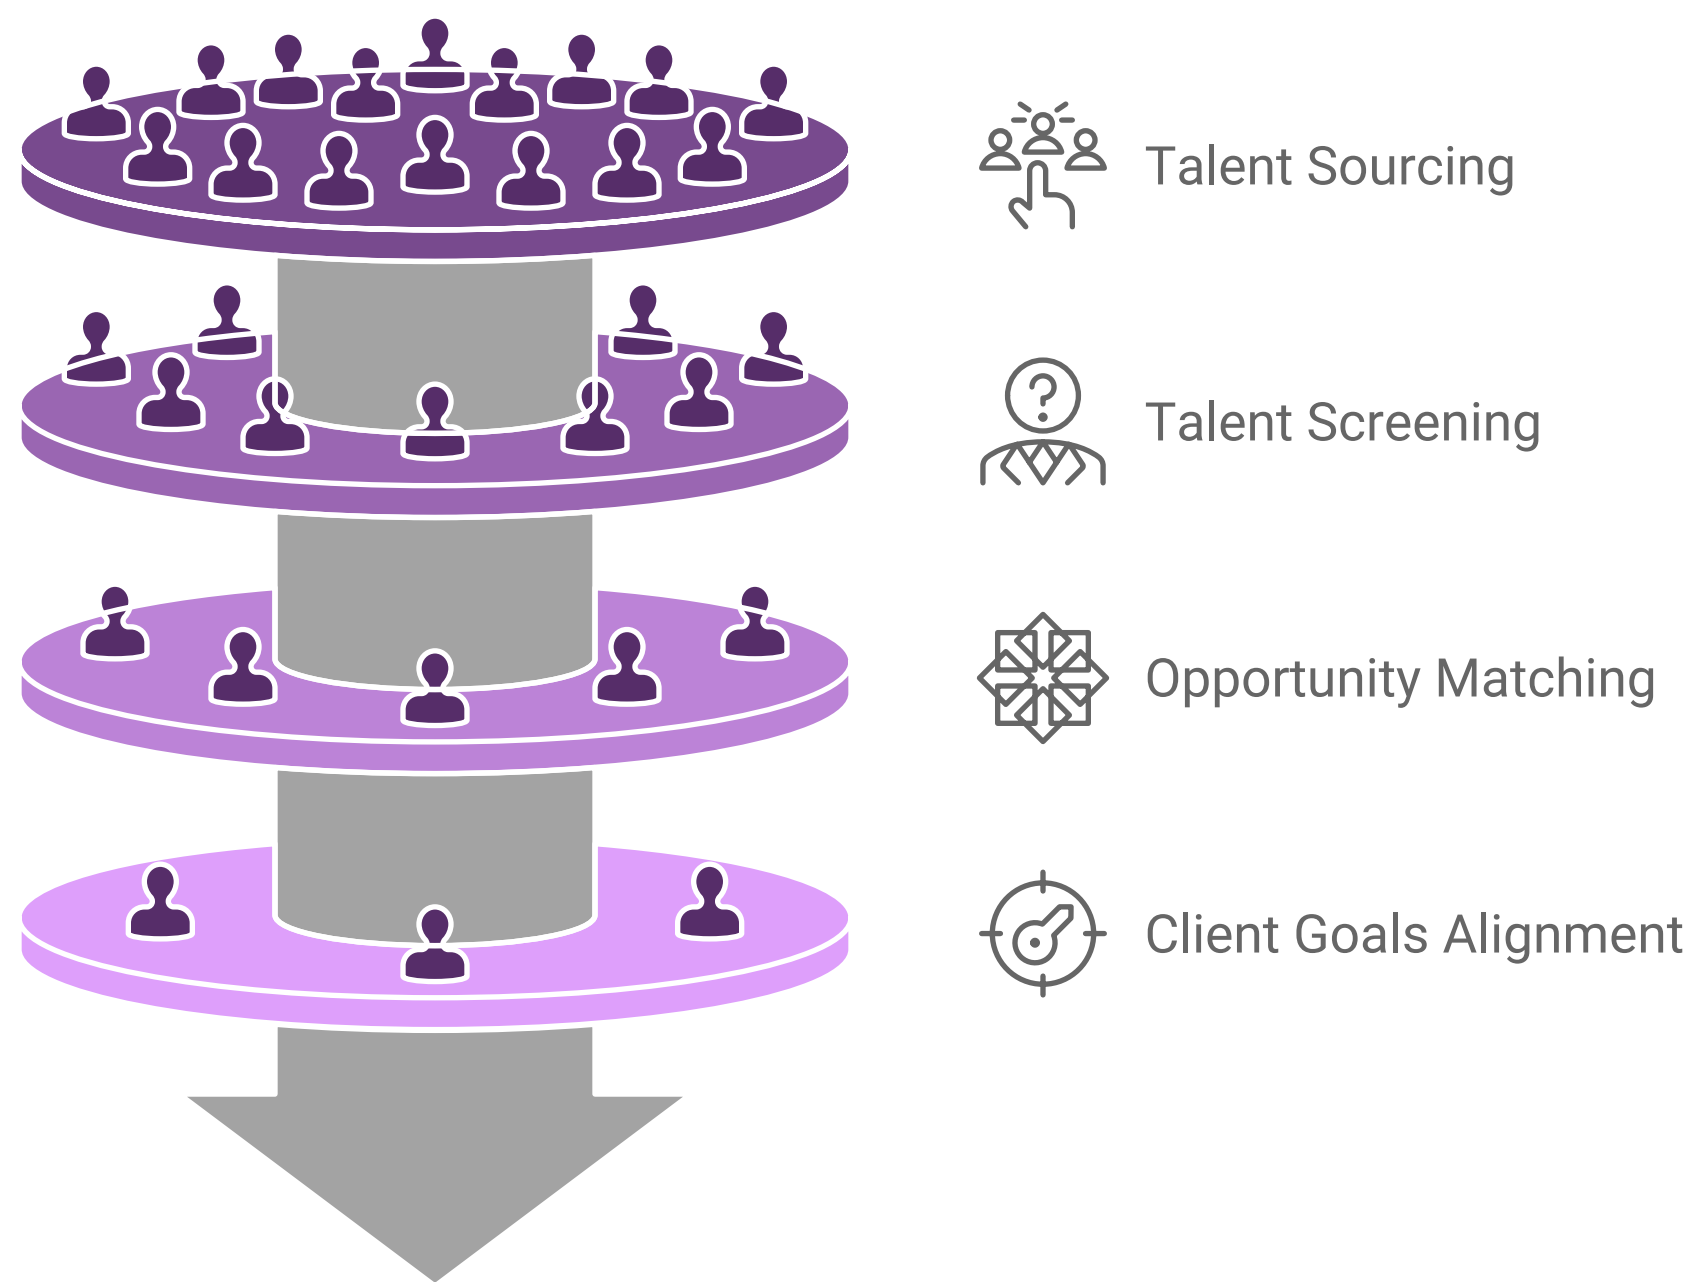 Talent Sourcing
Talent Screening
Opportunity Matching
Client Goals Alignment